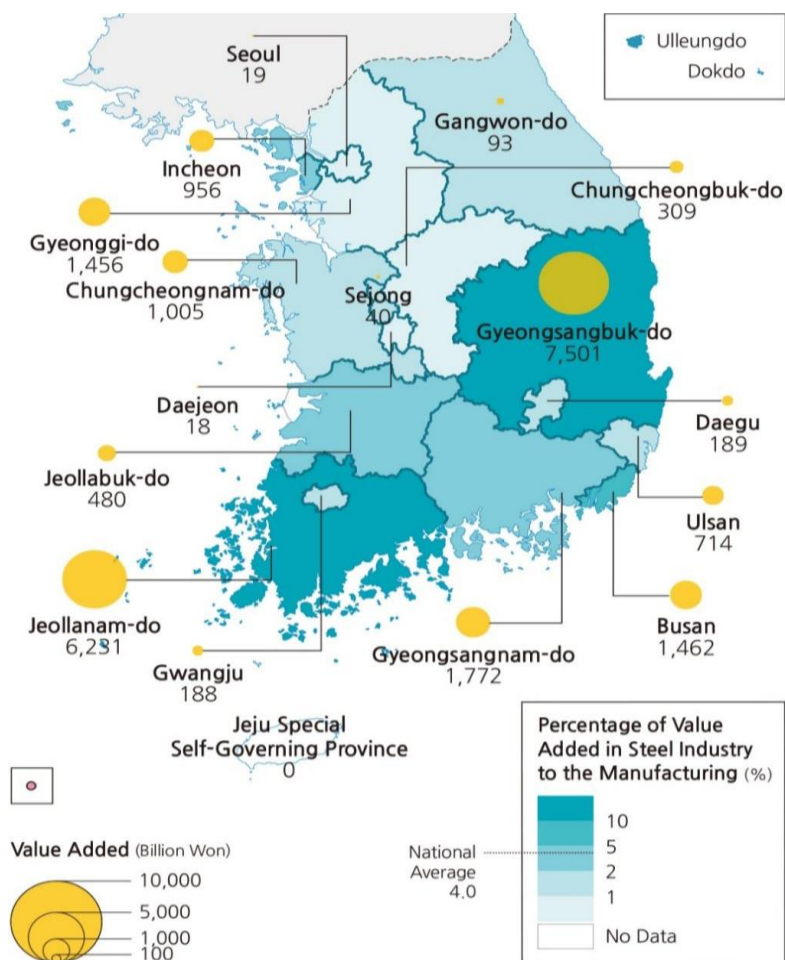 Ulleungdo
Dokdo
Seoul
19
Gangwon-do
93
Incheon
956
Chungcheongbuk-do
309
Gyeonggi-do
1,456
Chungcheongnam-do
1,005
Sejong
40
Gyeongsangbuk-do
7,501
Daejeon
18
Daegu
189
Jeollabuk-do
480
Ulsan
714
Jeollanam-do
6,231
Gwangju
188
Gyeongsangnam-do
1,772
Busan
1,462
Jeju Special
Self-Governing Province
0
Value Added (Billion Won)
10,000
5,000
1,000
100
Percentage of Value
Added in Steel Industry
to the Manufacturing (%)
10
5
2
1
No Data
National
Average
4.0